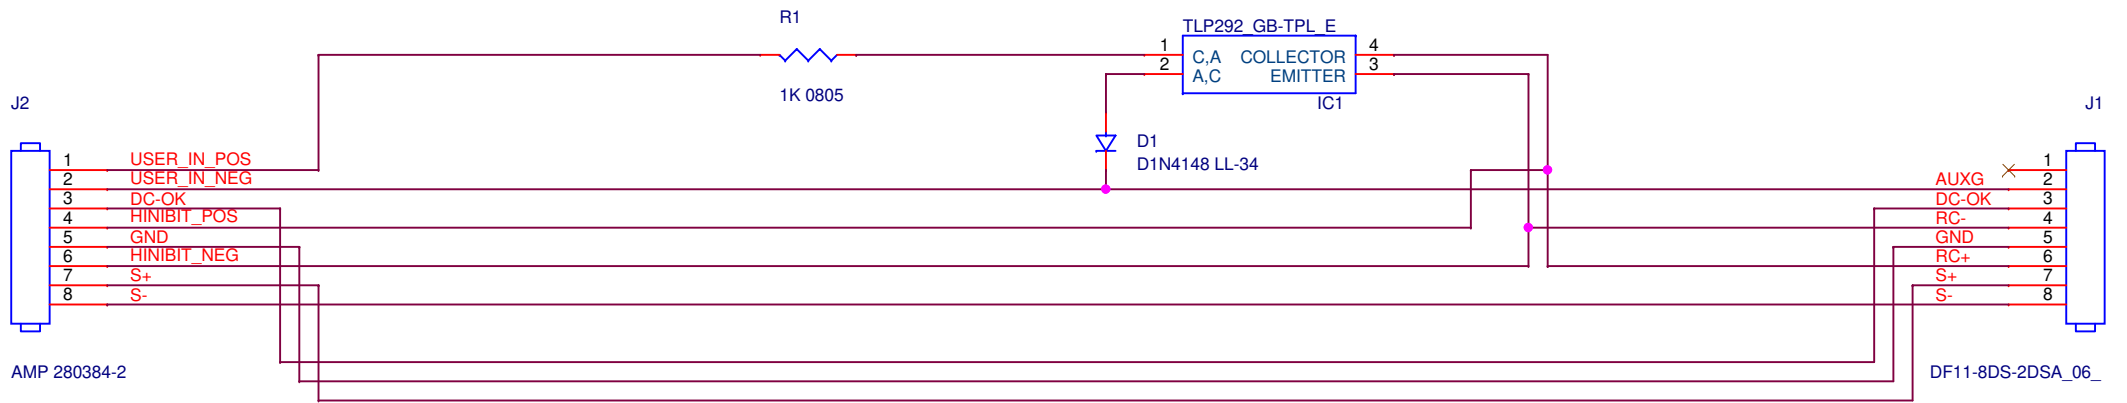 R1
TLP292_GB-TPL_E
1 C,A COLLECTOR 4
2 A,C EMITTER 3
1K 0805
IC1
J2
J1
D1
D1N4148 LL-34
1 USER_IN_POS
2 USER_IN_NEG
3 DC-OK
4 HINIBIT_POS
5 GND
6 HINIBIT_NEG
7 S+
8 S-
1
AUXG 2
DC-OK 3
RC- 4
GND 5
RC+ 6
S+ 7
S- 8
AMP 280384-2
DF11-8DS-2DSA_06_